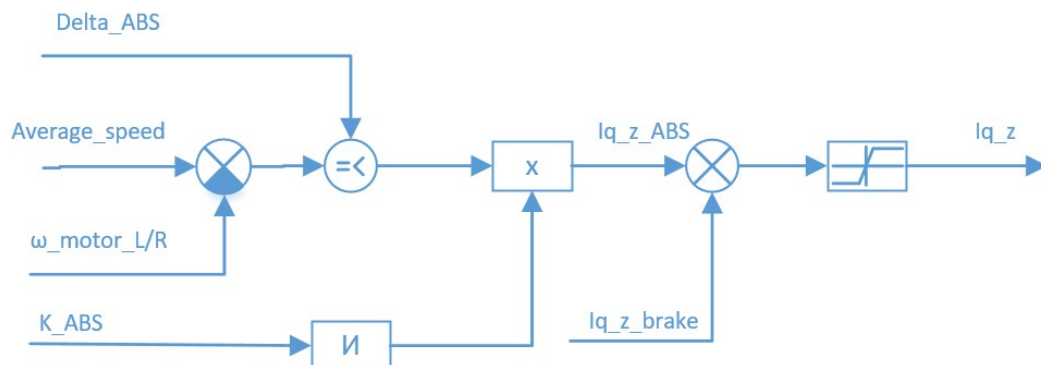 Delta_ABS
Average_speed
Iq_z_ABS
Iq_z
=<
x
ω_motor_L/R
K_ABS
Iq_z_brake
И